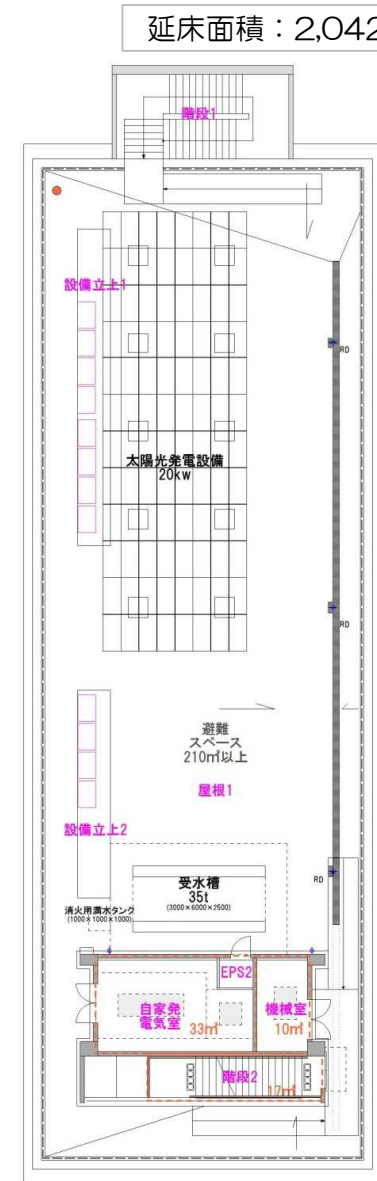 延床面積：2,042
階段1
設備立上1
RD
太陽光発電設備
20kw
RD
避難
スペース
210㎡以上
屋根1
設備立上2
受水槽
35t
(3000×6000×2500)
RD
消火用満水タンク
(1000×1000×1000)
EPS2
自家発
電気室
33㎡
機械室
10㎡
階段2
17㎡